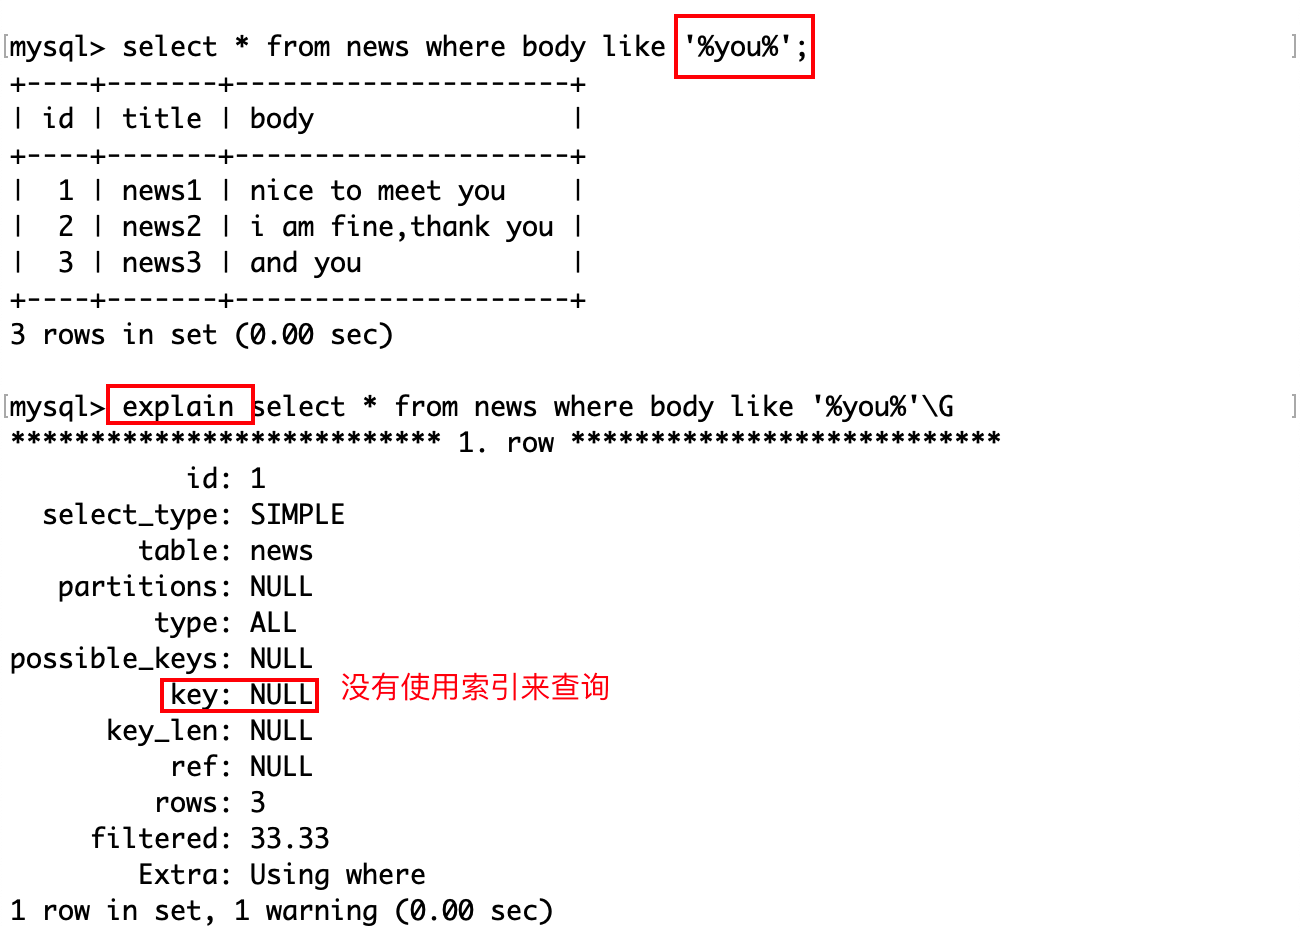 mysql> select * from news where body like '%you%';
+----+-------+---------------------+
| id | title | body                |
+----+-------+---------------------+
|  1 | news1 | nice to meet you    |
|  2 | news2 | i am fine,thank you |
|  3 | news3 | and you             |
+----+-------+---------------------+
3 rows in set (0.00 sec)
mysql> explain select * from news where body like '%you%'\G
*************************** 1. row ***************************
           id: 1
  select_type: SIMPLE
        table: news
   partitions: NULL
         type: ALL
possible_keys: NULL
          key: NULL 没有使用索引来查询
      key_len: NULL
          ref: NULL
         rows: 3
     filtered: 33.33
        Extra: Using where
1 row in set, 1 warning (0.00 sec)